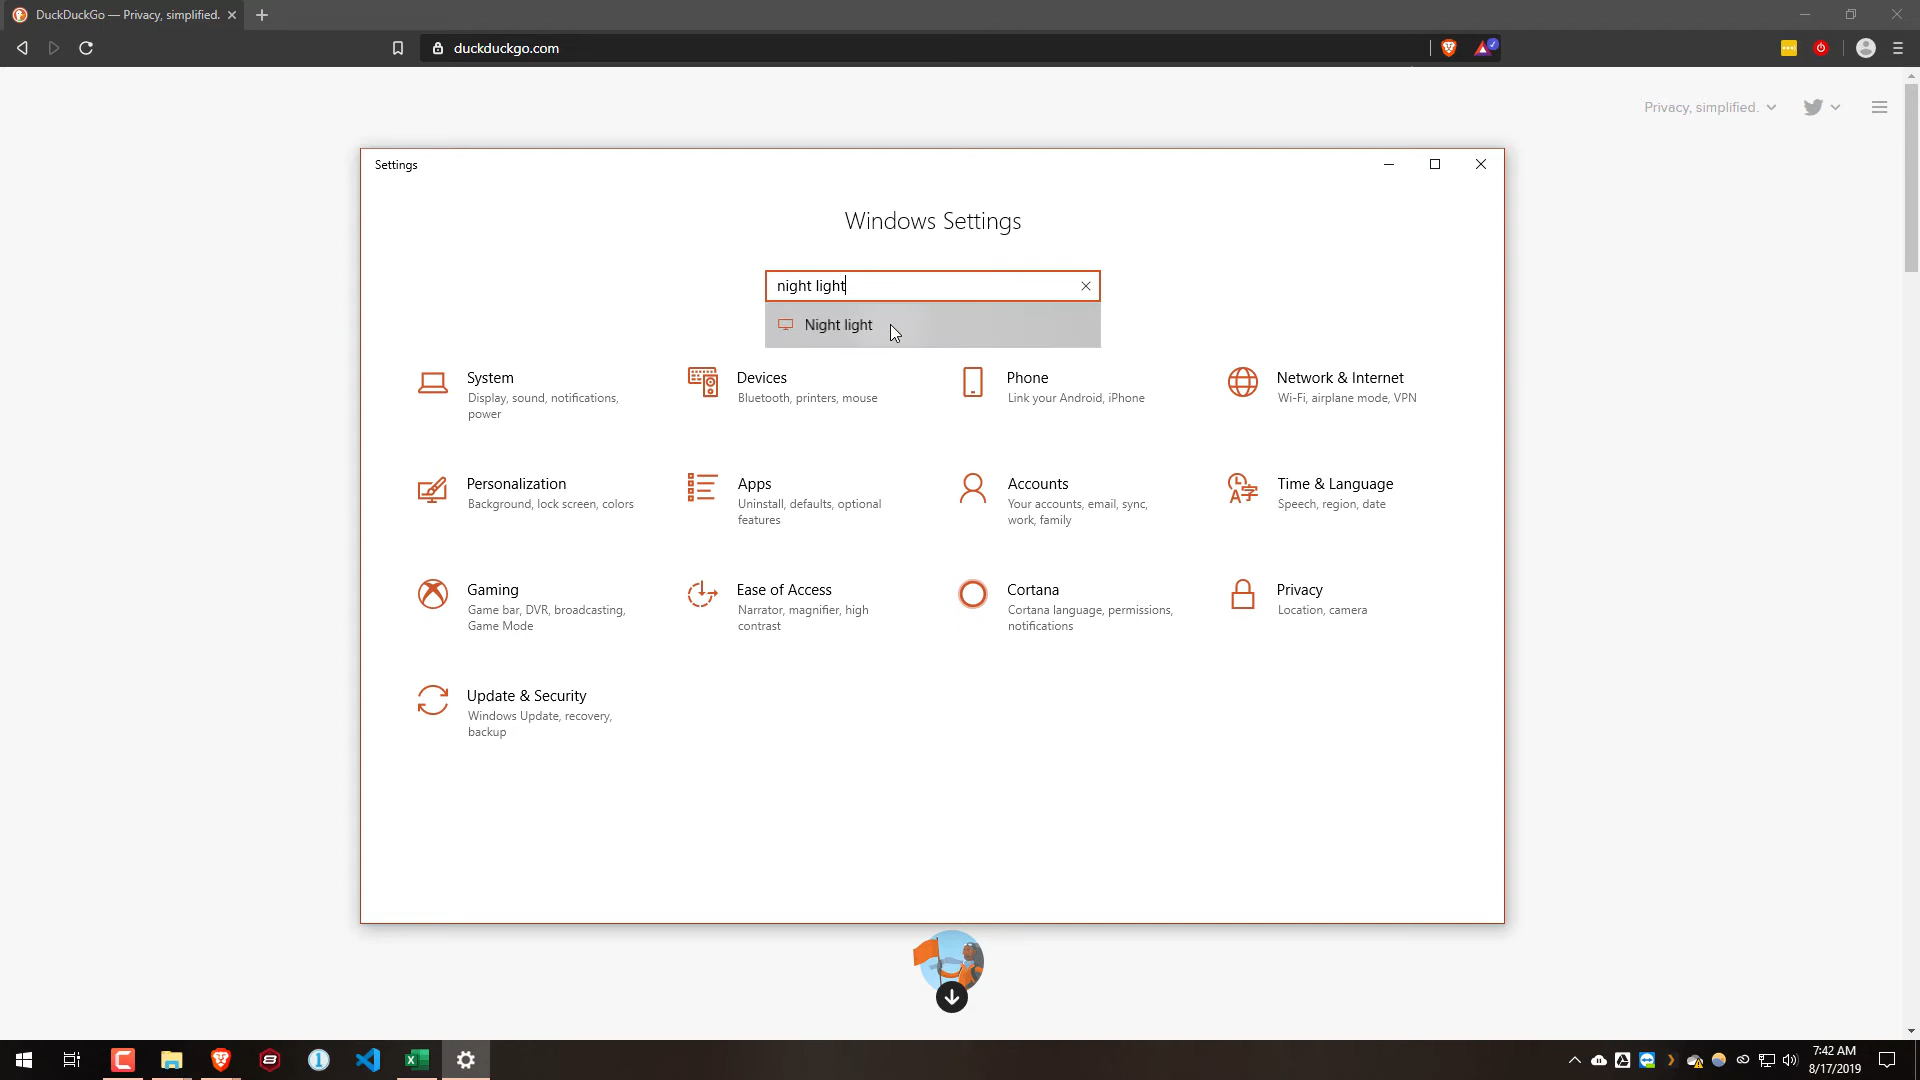 DuckDuckGo — Privacy, simplified.
duckduckgo.com
Privacy, simplified.
Settings
Windows Settings
night light
Night light
System
Display, sound, notifications,
power
Devices
Bluetooth, printers, mouse
Phone
Link your Android, iPhone
Network & Internet
Wi-Fi, airplane mode, VPN
Personalization
Background, lock screen, colors
Apps
Uninstall, defaults, optional
features
Accounts
Your accounts, email, sync,
work, family
Time & Language
Speech, region, date
Gaming
Game bar, DVR, broadcasting,
Game Mode
Ease of Access
Narrator, magnifier, high
contrast
Cortana
Cortana language, permissions,
notifications
Privacy
Location, camera
Update & Security
Windows Update, recovery,
backup
7:42 AM
8/17/2019